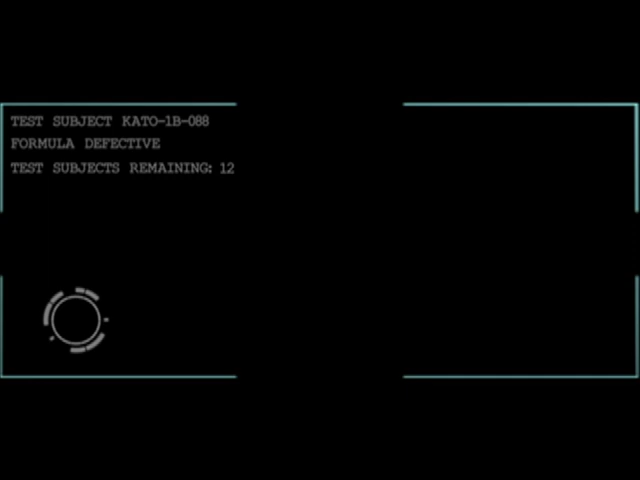 TEST SUBJECT KATO-1B-088
FORMULA DEFECTIVE
TEST SUBJECTS REMAINING: 12